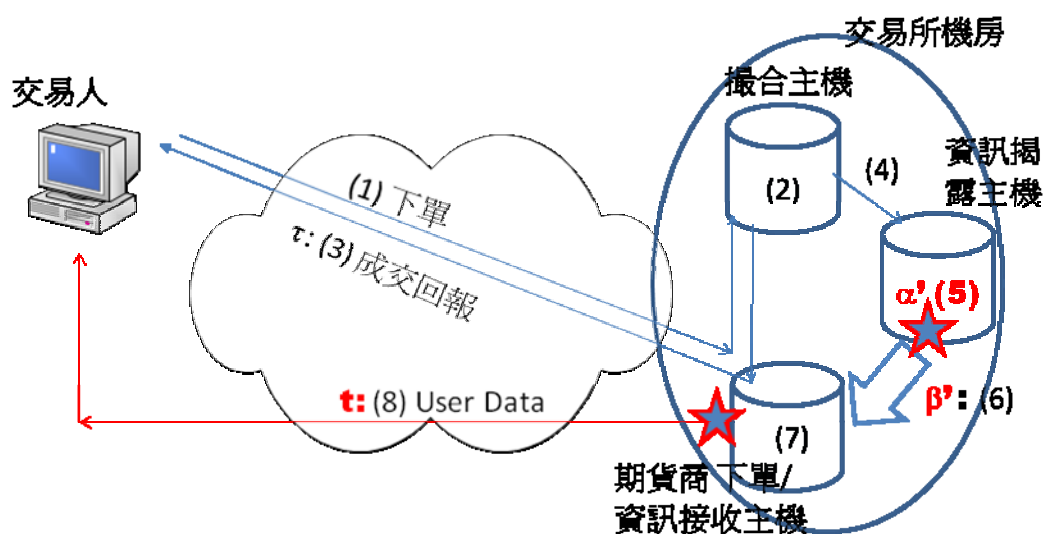 交易所機房
撮合主機
交易人
資訊揭
露主機
(4)
(2)
(1) 下單
τ: (3) 成交回報
α’ (5)
t: (8) User Data
β’: (6)
(7)
期貨商下單/
資訊接收主機